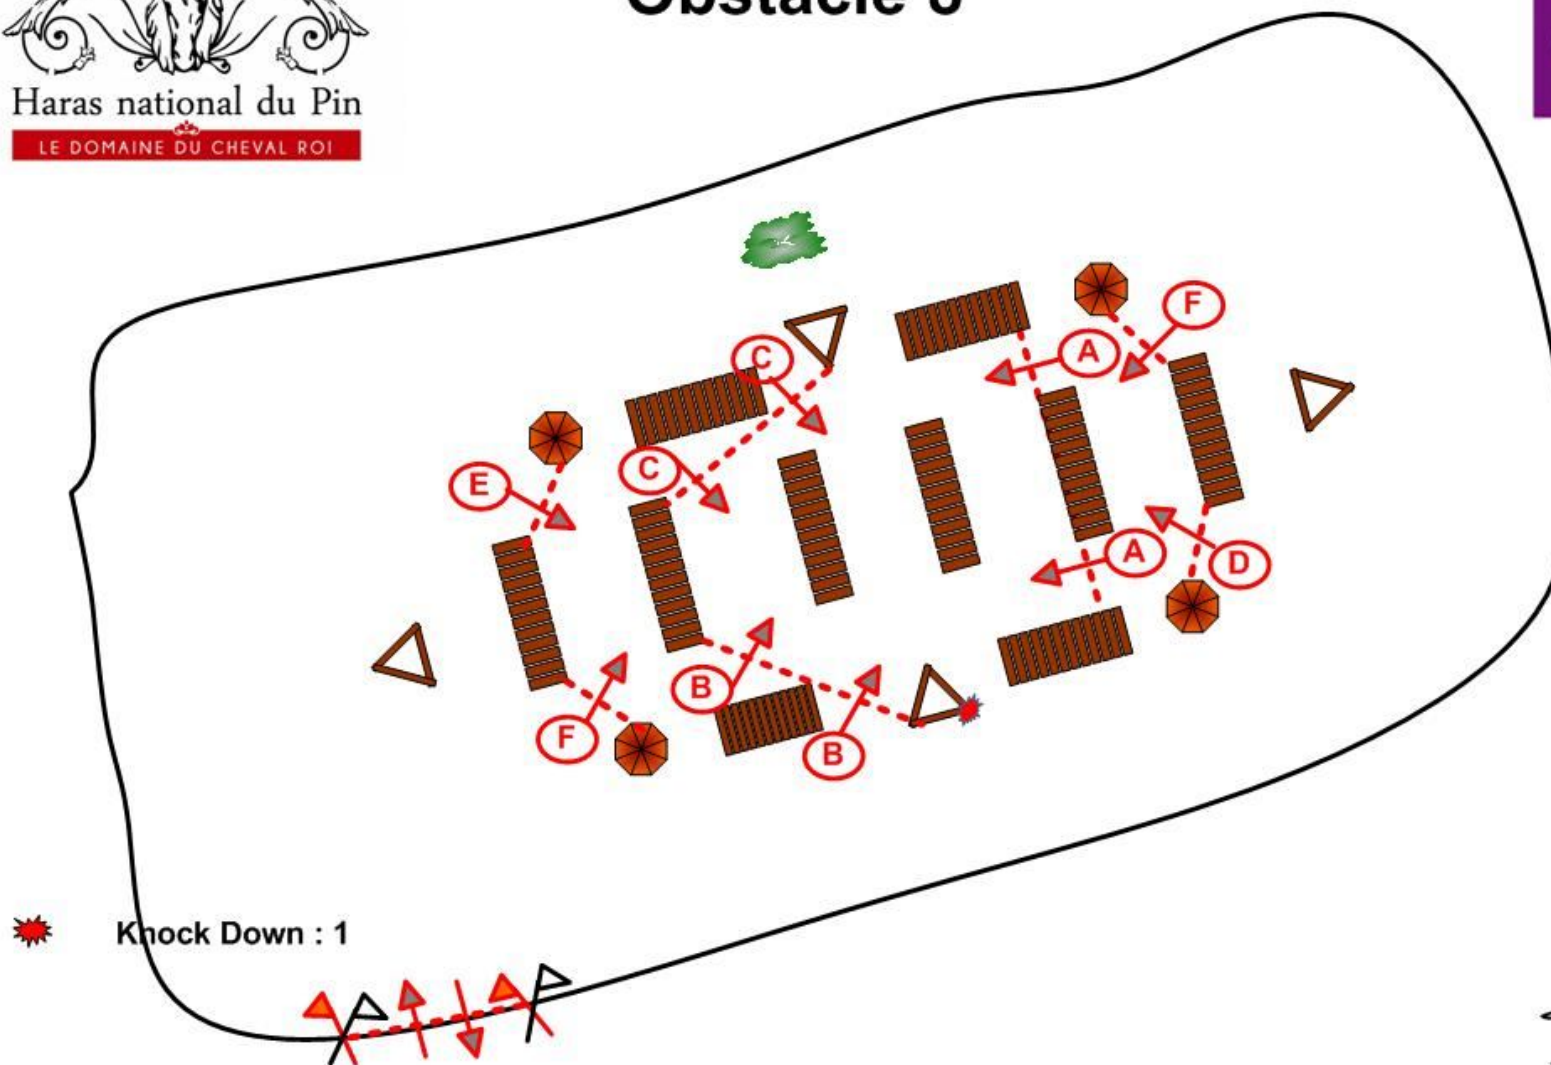 Haras national du Pin
LE DOMAINE DU CHEVAL ROI
F
A
C
C
E
A
D
B
F
B
Knock Down : 1